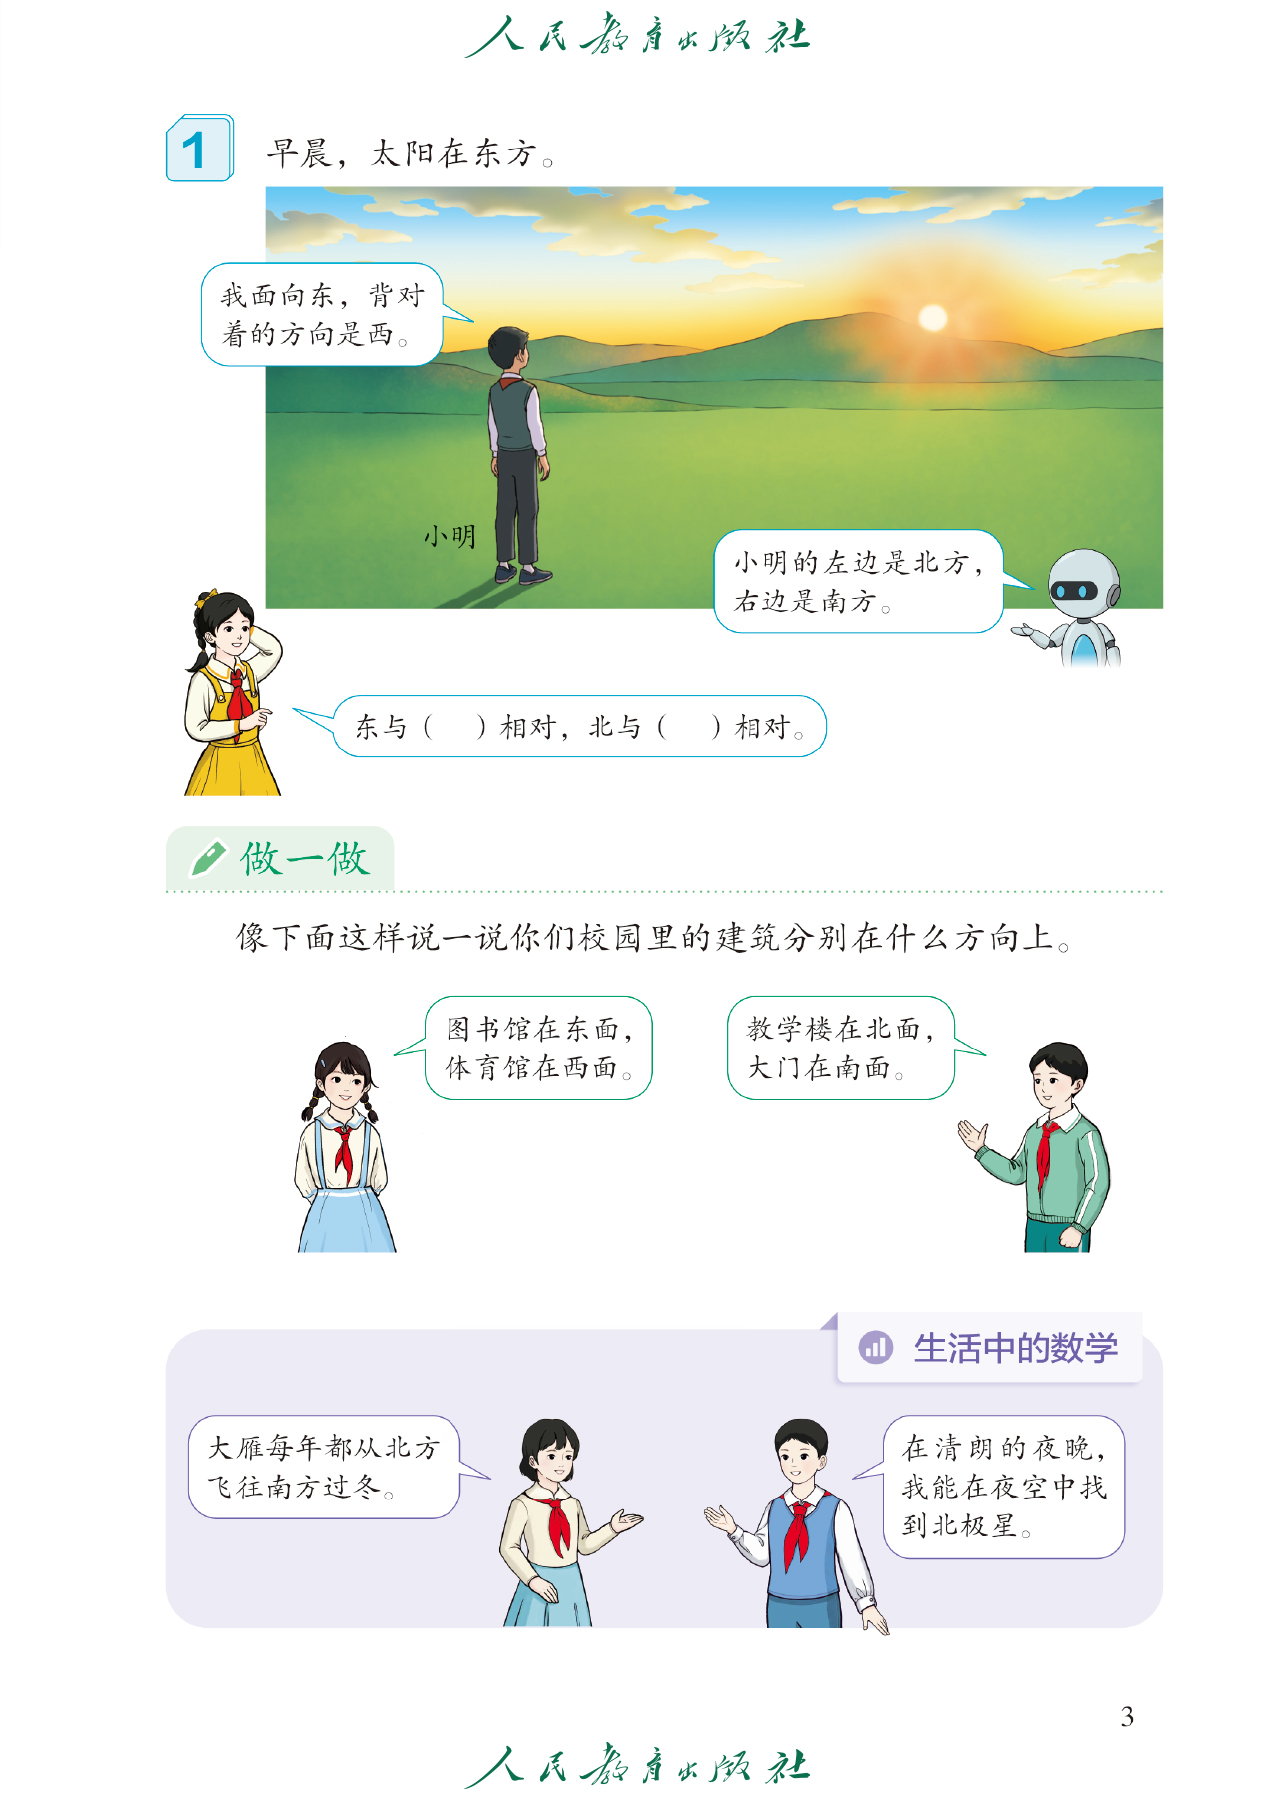 人民教育出版社
1
早晨，太阳在东方。
我面向东，背对
着的方向是西。
小明
小明的左边是北方，
右边是南方。
东与（　）相对，北与（　）相对。
做一做
像下面这样说一说你们校园里的建筑分别在什么方向上。
图书馆在东面，
体育馆在西面。
教学楼在北面，
大门在南面。
生活中的数学
大雁每年都从北方
飞往南方过冬。
在清朗的夜晚，
我能在夜空中找
到北极星。
3
人民教育出版社